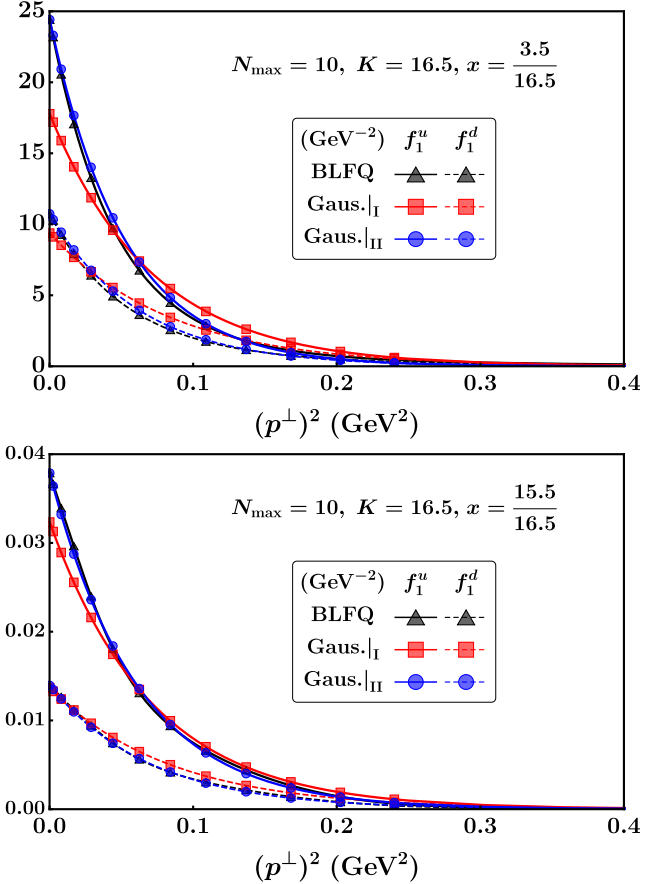 25
20
15
10
5
0
N_max = 10, K = 16.5, x = 3.5/16.5
(GeV⁻²) f₁ᵘ f₁ᵈ
BLFQ
Gaus.|_I
Gaus.|_II
0.0 0.1 0.2 0.3 0.4
(p^⊥)² (GeV²)
0.04
0.03
0.02
0.01
0.00
N_max = 10, K = 16.5, x = 15.5/16.5
(GeV⁻²) f₁ᵘ f₁ᵈ
BLFQ
Gaus.|_I
Gaus.|_II
0.0 0.1 0.2 0.3 0.4
(p^⊥)² (GeV²)